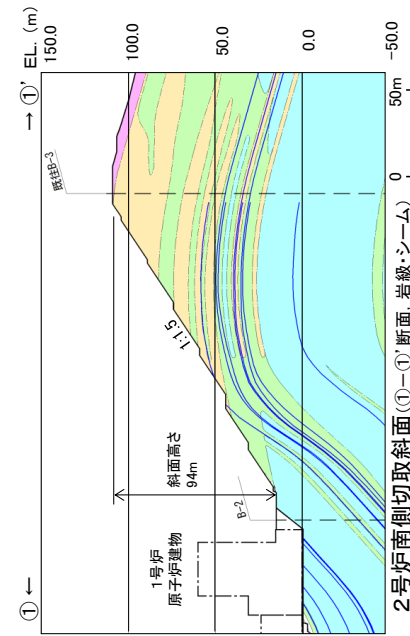 ① ←
→ ①’ EL. (m)
150.0
100.0
50.0
0.0
-50.0
既往B-3
1:1.5
斜面高さ
94m
B-2
1号炉
原子炉建物
0
50m
2号炉南側切取斜面(①-①’断面, 岩級・シーム)